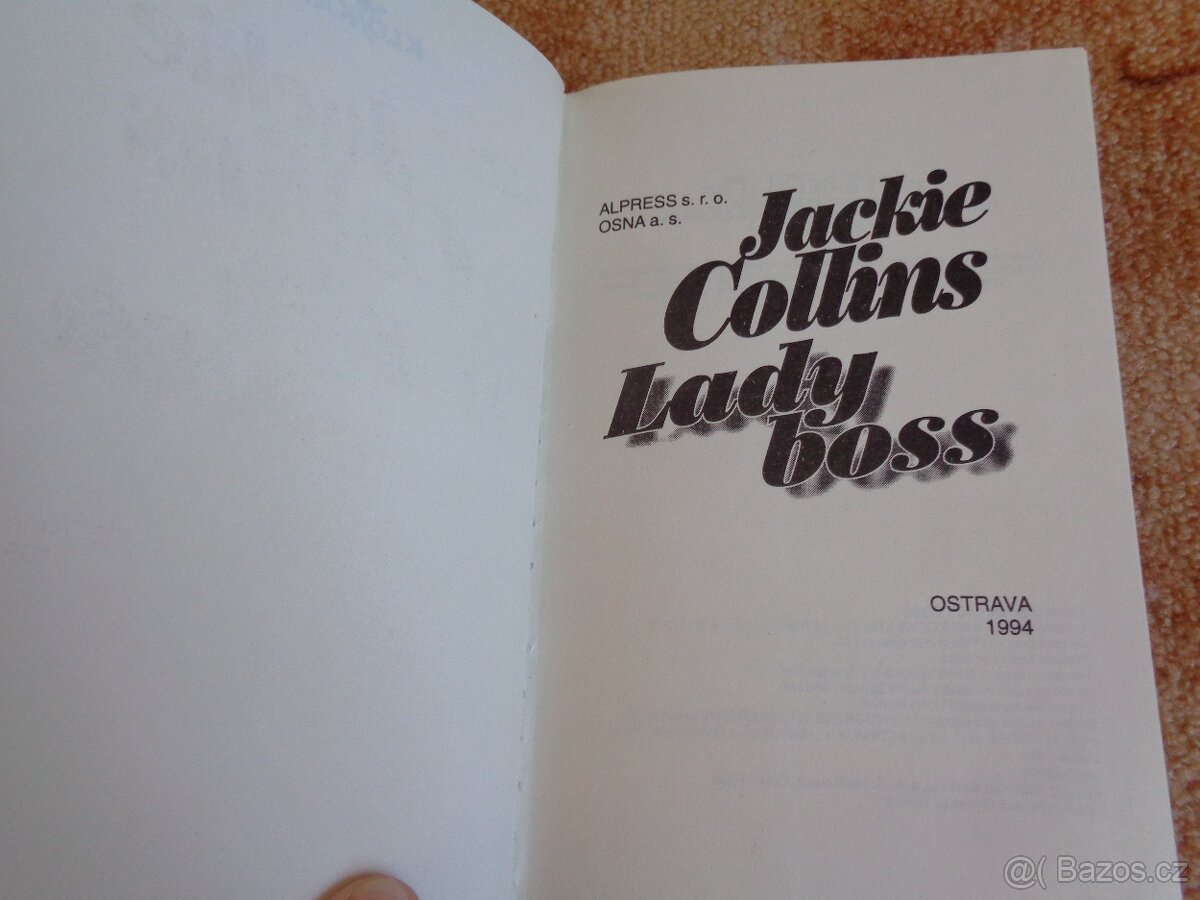 ALPRESS s. r. o.
OSNA a. s.
Jackie
Collins
Lady
boss
OSTRAVA
1994
@( Bazos.cz